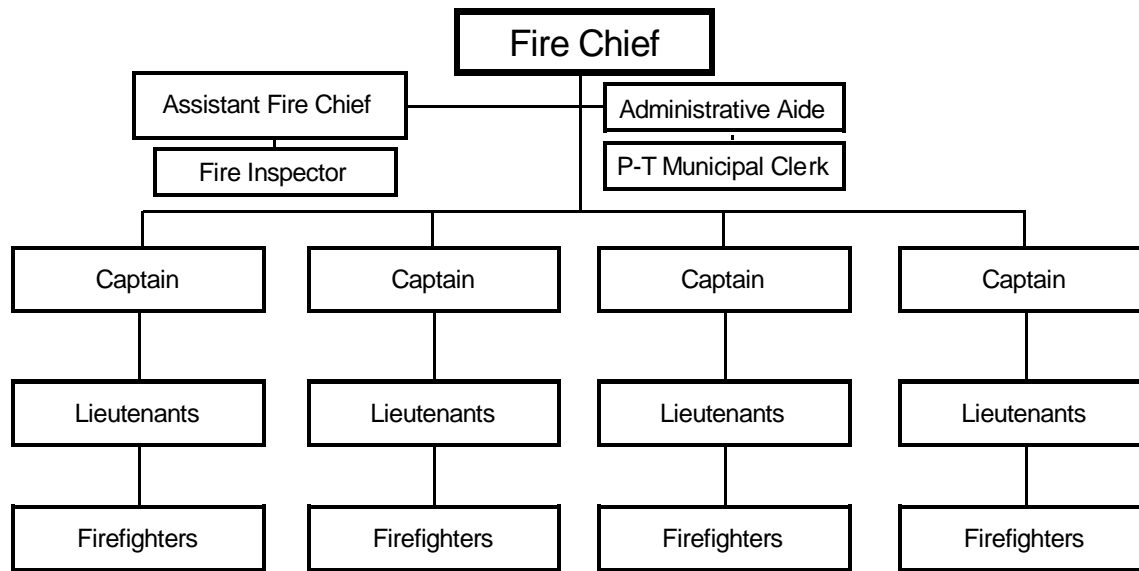 Fire Chief
Assistant Fire Chief
Administrative Aide
Fire Inspector
P-T Municipal Clerk
Captain
Captain
Captain
Captain
Lieutenants
Lieutenants
Lieutenants
Lieutenants
Firefighters
Firefighters
Firefighters
Firefighters